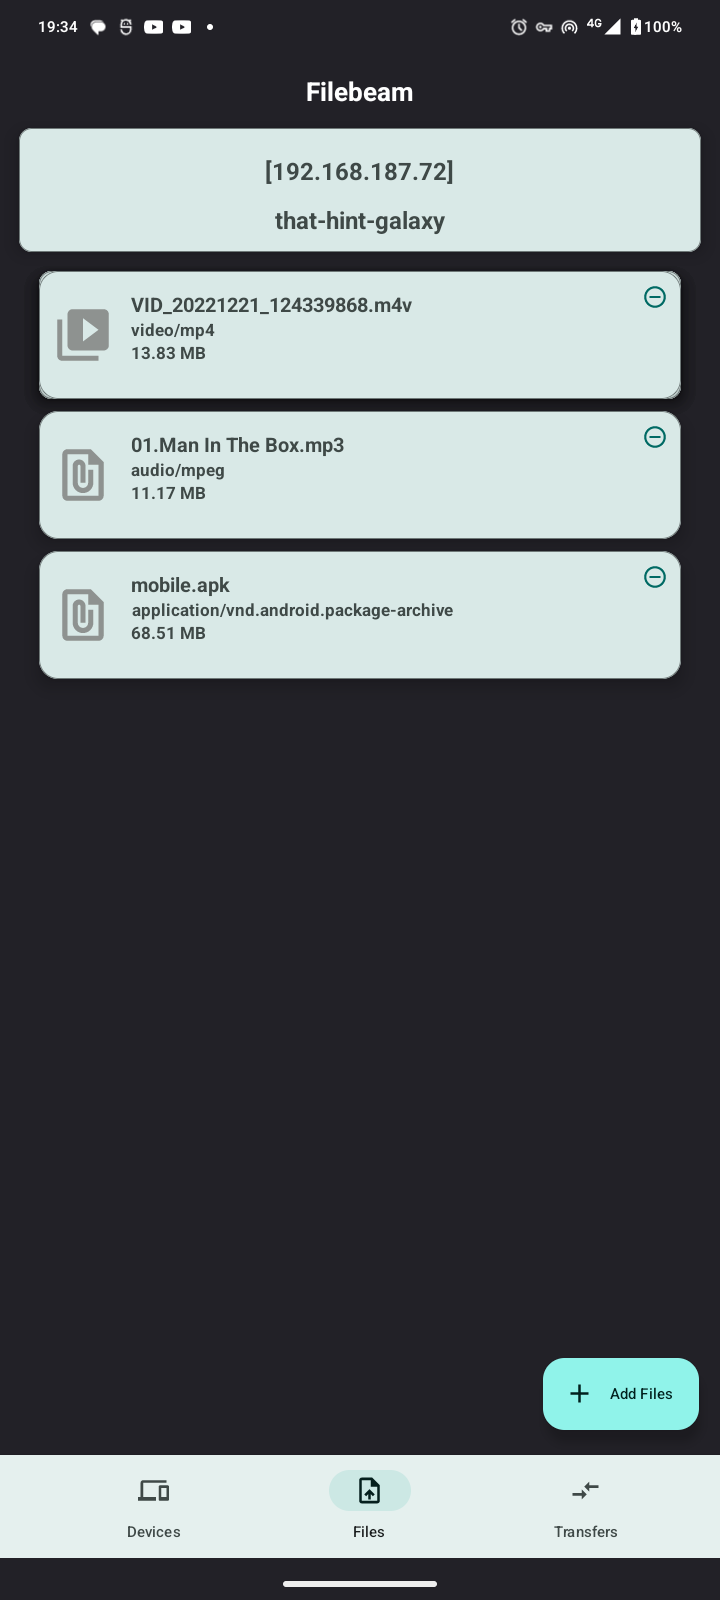 19:34
4G
100%
Filebeam
[192.168.187.72]
that-hint-galaxy
VID_20221221_124339868.m4v
video/mp4
13.83 MB
01.Man In The Box.mp3
audio/mpeg
11.17 MB
mobile.apk
application/vnd.android.package-archive
68.51 MB
Add Files
Devices
Files
Transfers